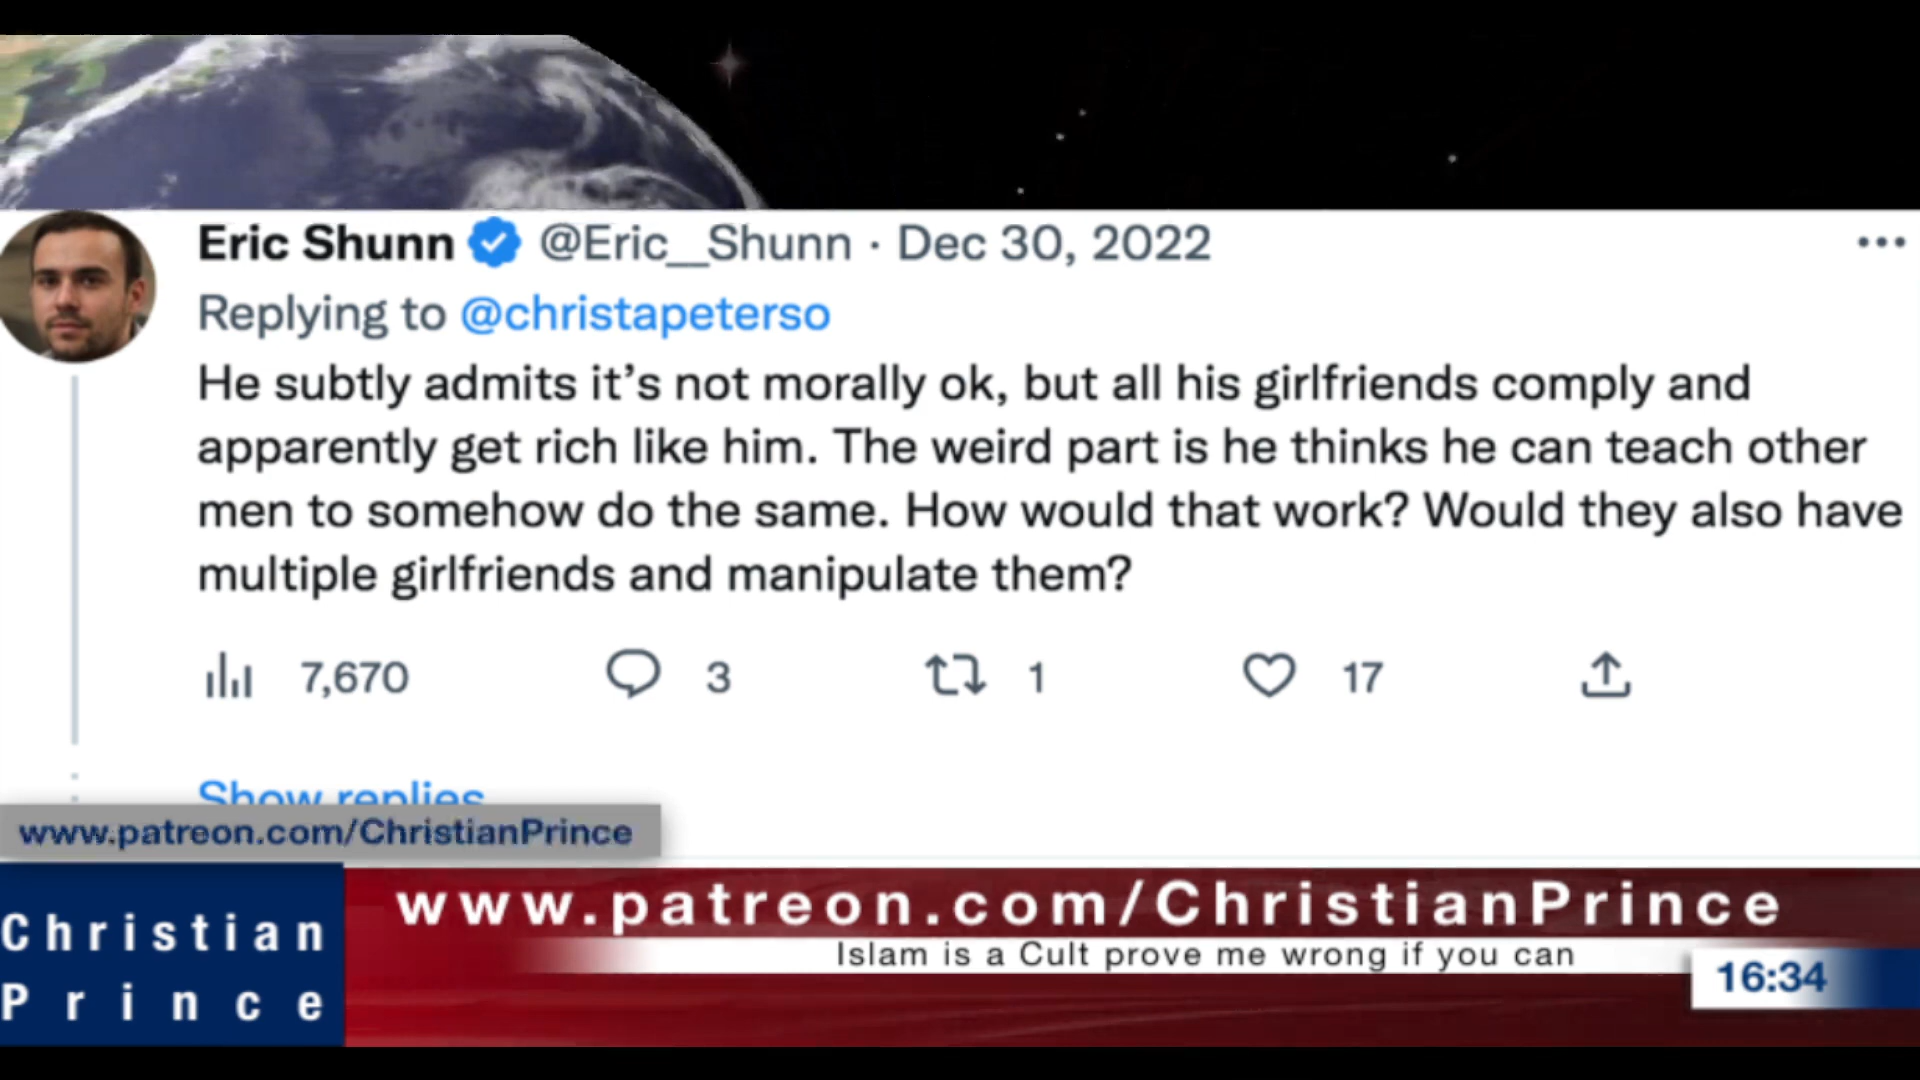 Eric Shunn @Eric__Shunn · Dec 30, 2022
Replying to @christapeterso
He subtly admits it’s not morally ok, but all his girlfriends comply and
apparently get rich like him. The weird part is he thinks he can teach other
men to somehow do the same. How would that work? Would they also have
multiple girlfriends and manipulate them?
7,670 3 1 17
Show replies
www.patreon.com/ChristianPrince
Christian
Prince
www.patreon.com/ChristianPrince
Islam is a Cult prove me wrong if you can
16:34